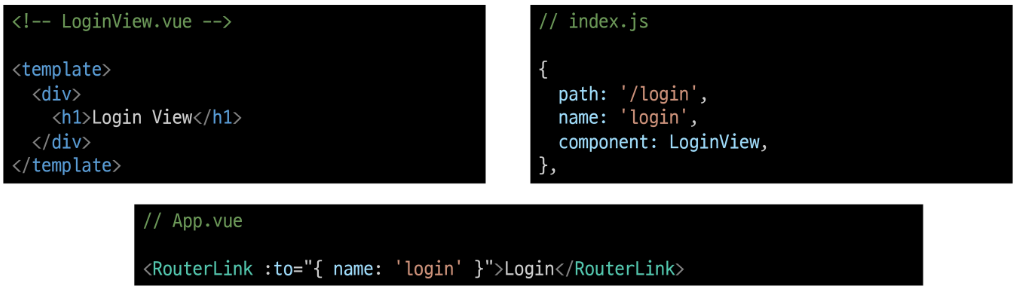 <!-- LoginView.vue -->
<template>
  <div>
    <h1>Login View</h1>
  </div>
</template>
// index.js
{
  path: '/login',
  name: 'login',
  component: LoginView,
},
// App.vue
<RouterLink :to="{ name: 'login' }">Login</RouterLink>